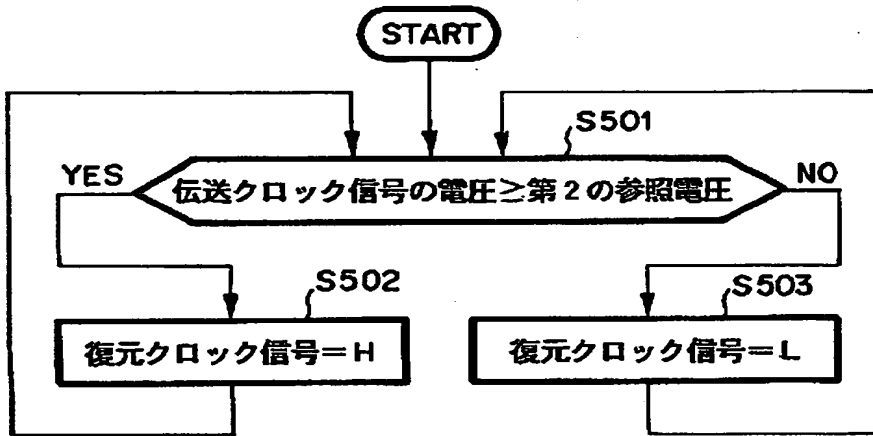 START
S501
YES
伝送クロック信号の電圧≧第2の参照電圧
NO
S502
復元クロック信号=H
S503
復元クロック信号=L